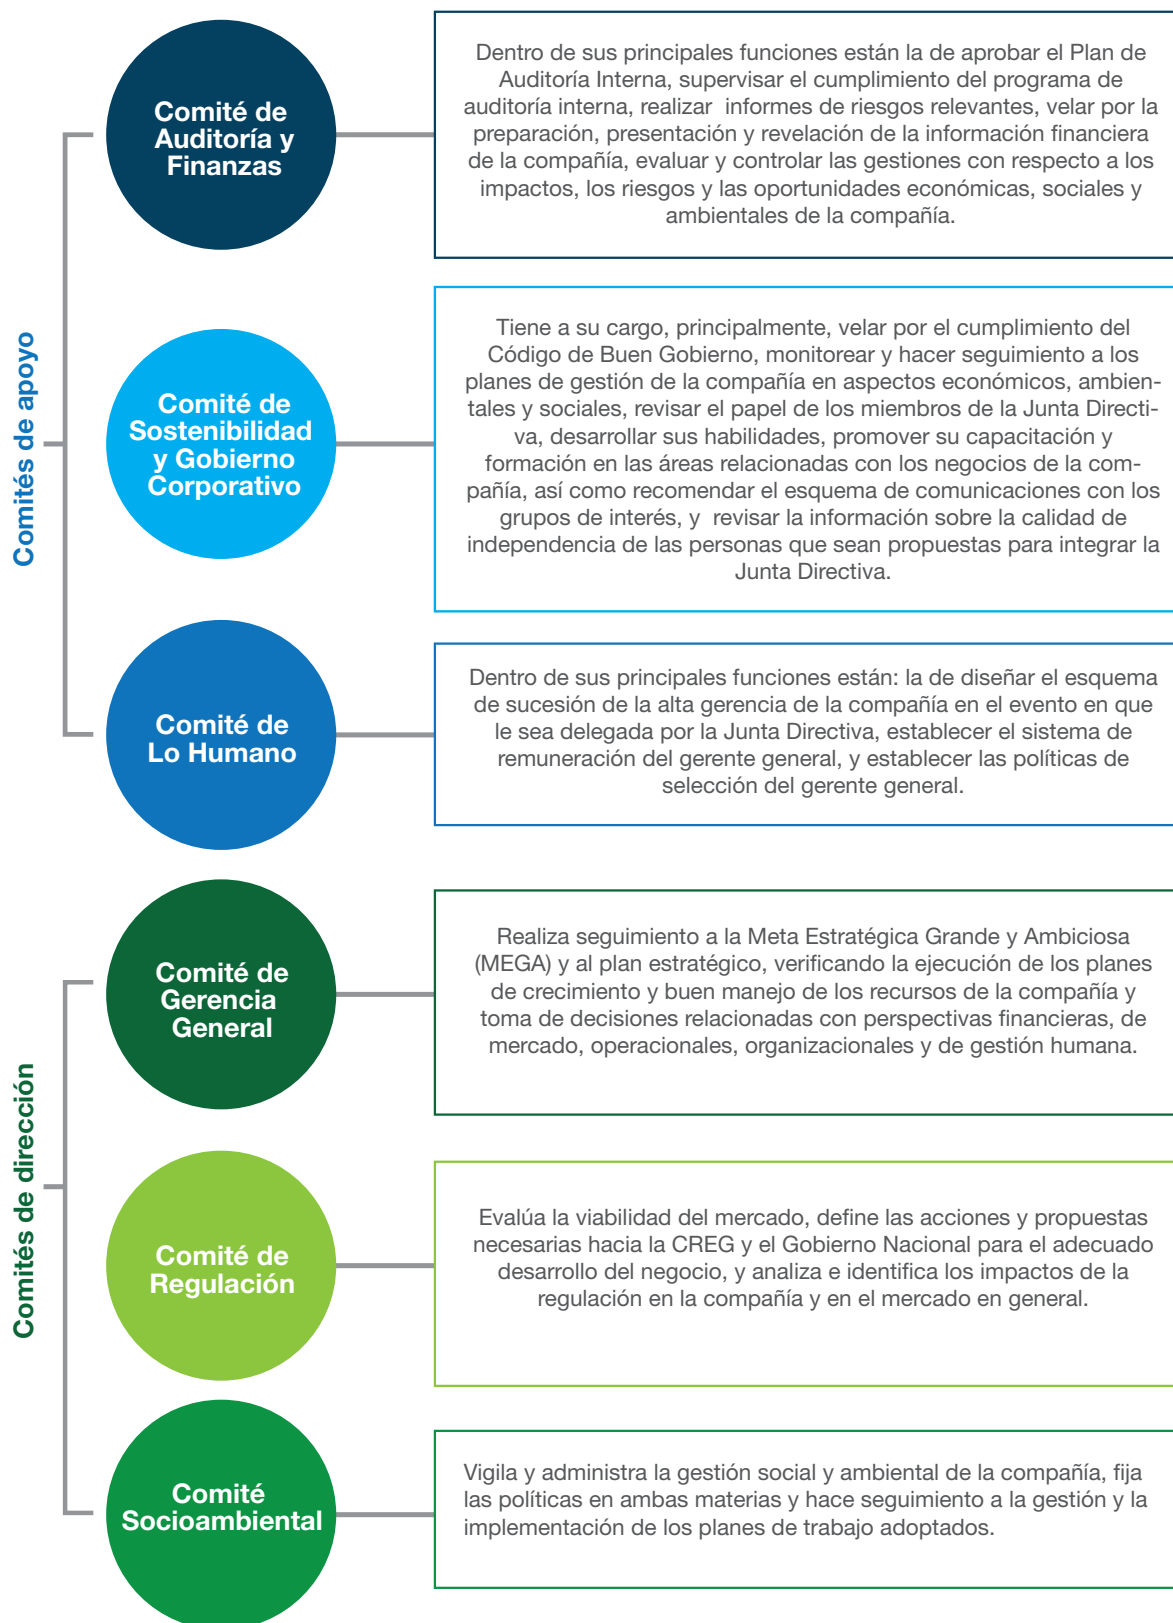 Comités de apoyo
Comité de
Auditoría y
Finanzas
Dentro de sus principales funciones están la de aprobar el Plan de
Auditoría Interna, supervisar el cumplimiento del programa de
auditoría interna, realizar informes de riesgos relevantes, velar por la
preparación, presentación y revelación de la información financiera
de la compañía, evaluar y controlar las gestiones con respecto a los
impactos, los riesgos y las oportunidades económicas, sociales y
ambientales de la compañía.
Comité de
Sostenibilidad
y Gobierno
Corporativo
Tiene a su cargo, principalmente, velar por el cumplimiento del
Código de Buen Gobierno, monitorear y hacer seguimiento a los
planes de gestión de la compañía en aspectos económicos, ambien-
tales y sociales, revisar el papel de los miembros de la Junta Directi-
va, desarrollar sus habilidades, promover su capacitación y
formación en las áreas relacionadas con los negocios de la com-
pañía, así como recomendar el esquema de comunicaciones con los
grupos de interés, y revisar la información sobre la calidad de
independencia de las personas que sean propuestas para integrar la
Junta Directiva.
Comité de
Lo Humano
Dentro de sus principales funciones están: la de diseñar el esquema
de sucesión de la alta gerencia de la compañía en el evento en que
le sea delegada por la Junta Directiva, establecer el sistema de
remuneración del gerente general, y establecer las políticas de
selección del gerente general.
Comités de dirección
Comité de
Gerencia
General
Realiza seguimiento a la Meta Estratégica Grande y Ambiciosa
(MEGA) y al plan estratégico, verificando la ejecución de los planes
de crecimiento y buen manejo de los recursos de la compañía y
toma de decisiones relacionadas con perspectivas financieras, de
mercado, operacionales, organizacionales y de gestión humana.
Comité de
Regulación
Evalúa la viabilidad del mercado, define las acciones y propuestas
necesarias hacia la CREG y el Gobierno Nacional para el adecuado
desarrollo del negocio, y analiza e identifica los impactos de la
regulación en la compañía y en el mercado en general.
Comité
Socioambiental
Vigila y administra la gestión social y ambiental de la compañía, fija
las políticas en ambas materias y hace seguimiento a la gestión y la
implementación de los planes de trabajo adoptados.